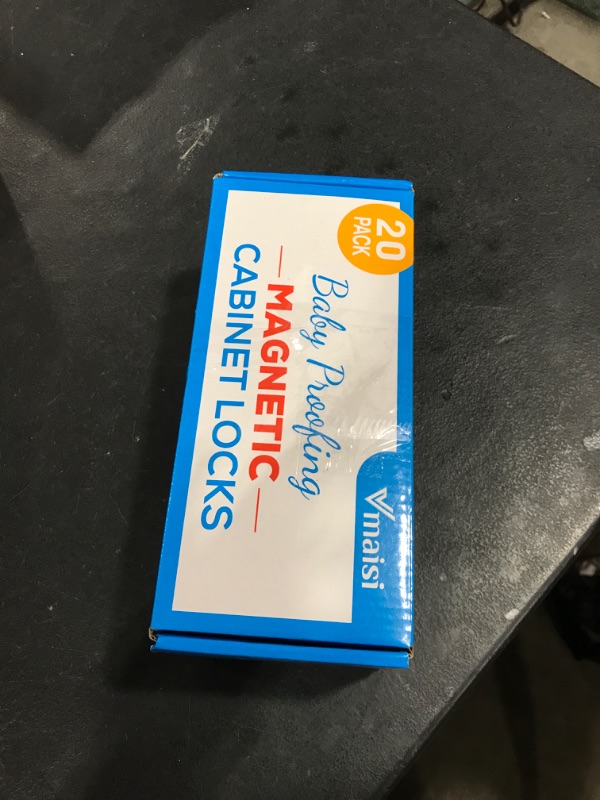 20
PACK
Baby Proofing
MAGNETIC
CABINET LOCKS
Vmaisi